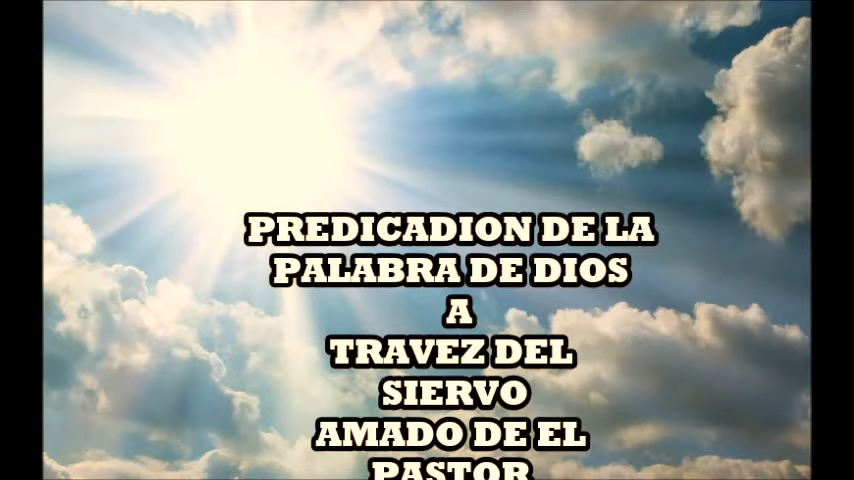 PREDICADION DE LA
PALABRA DE DIOS
A
TRAVEZ DEL
SIERVO
AMADO DE EL
PASTOR